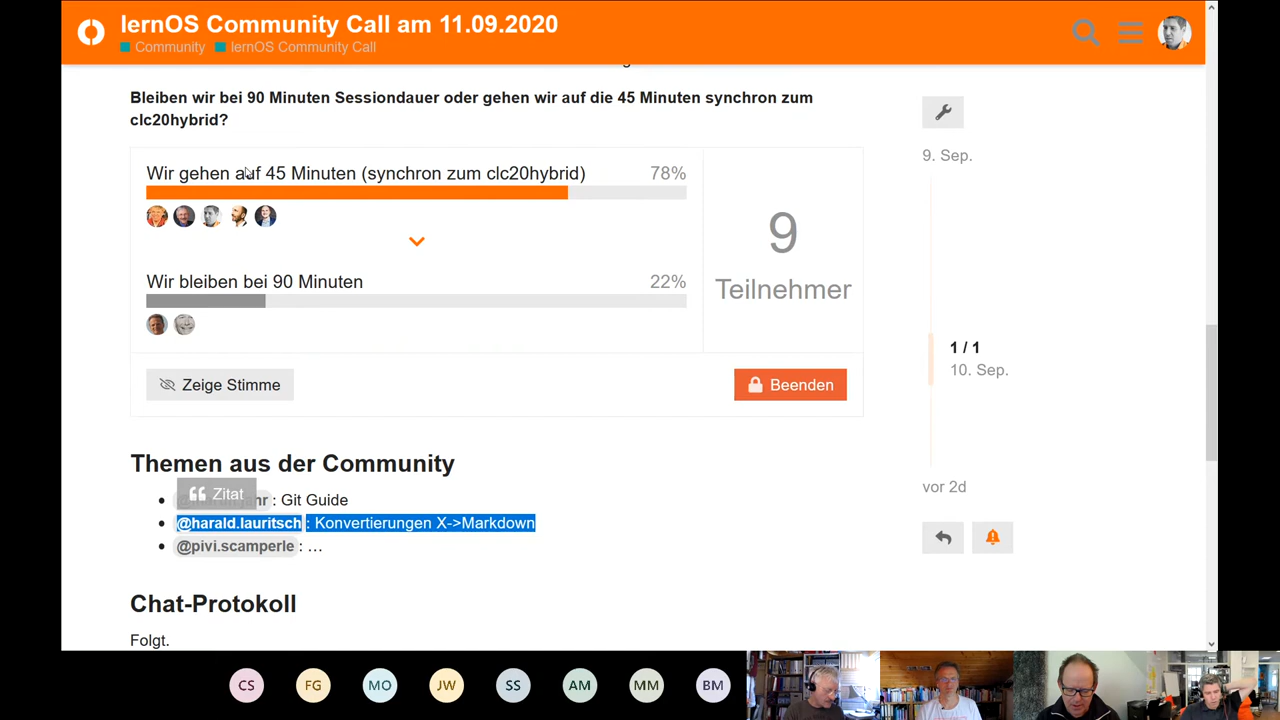 lernOS Community Call am 11.09.2020
Community lernOS Community Call
Bleiben wir bei 90 Minuten Sessiondauer oder gehen wir auf die 45 Minuten synchron zum
clc20hybrid?
Wir gehen auf 45 Minuten (synchron zum clc20hybrid) 78%
Wir bleiben bei 90 Minuten 22%
9
Teilnehmer
Zeige Stimme
Beenden
9. Sep.
1 / 1
10. Sep.
vor 2d
Themen aus der Community
Zitat
: Git Guide
@harald.lauritsch : Konvertierungen X->Markdown
@pivi.scamperle : …
Chat-Protokoll
Folgt.
CS FG MO JW SS AM MM BM